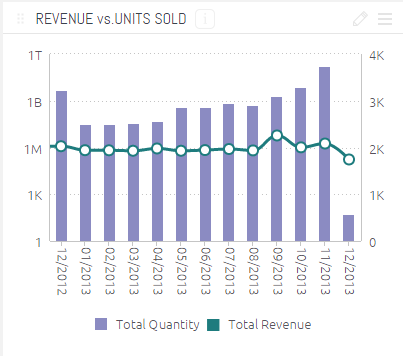 REVENUE vs.UNITS SOLD
i
1T
1B
1M
1K
1
4K
3K
2K
1K
0
12/2012
01/2013
02/2013
03/2013
04/2013
05/2013
06/2013
07/2013
08/2013
09/2013
10/2013
11/2013
12/2013
Total Quantity
Total Revenue